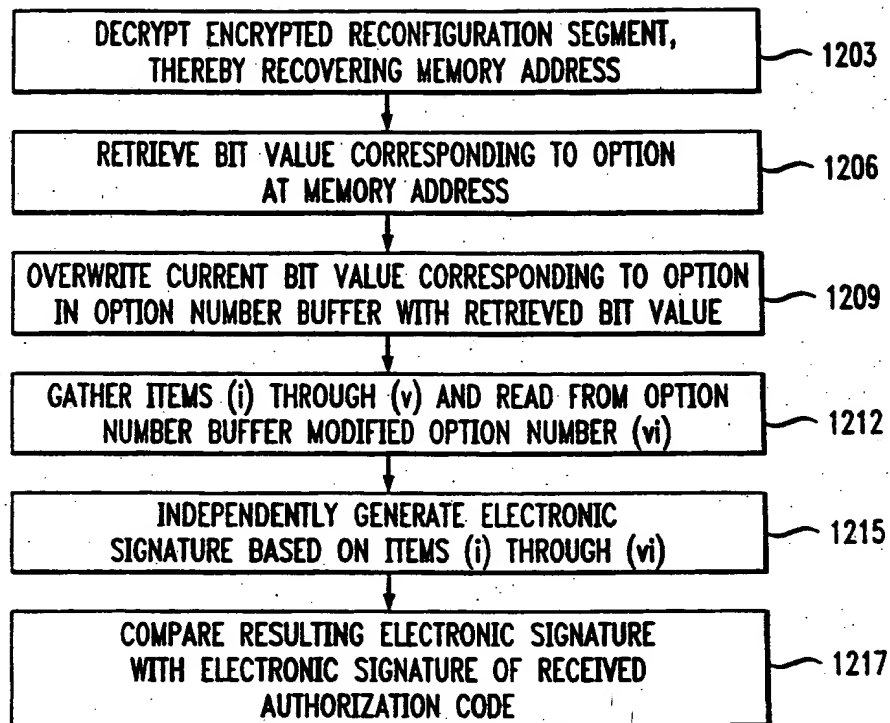 DECRYPT ENCRYPTED RECONFIGURATION SEGMENT,
THEREBY RECOVERING MEMORY ADDRESS
1203
RETRIEVE BIT VALUE CORRESPONDING TO OPTION
AT MEMORY ADDRESS
1206
OVERWRITE CURRENT BIT VALUE CORRESPONDING TO OPTION
IN OPTION NUMBER BUFFER WITH RETRIEVED BIT VALUE
1209
GATHER ITEMS (i) THROUGH (v) AND READ FROM OPTION
NUMBER BUFFER MODIFIED OPTION NUMBER (vi)
1212
INDEPENDENTLY GENERATE ELECTRONIC
SIGNATURE BASED ON ITEMS (i) THROUGH (vi)
1215
COMPARE RESULTING ELECTRONIC SIGNATURE
WITH ELECTRONIC SIGNATURE OF RECEIVED
AUTHORIZATION CODE
1217